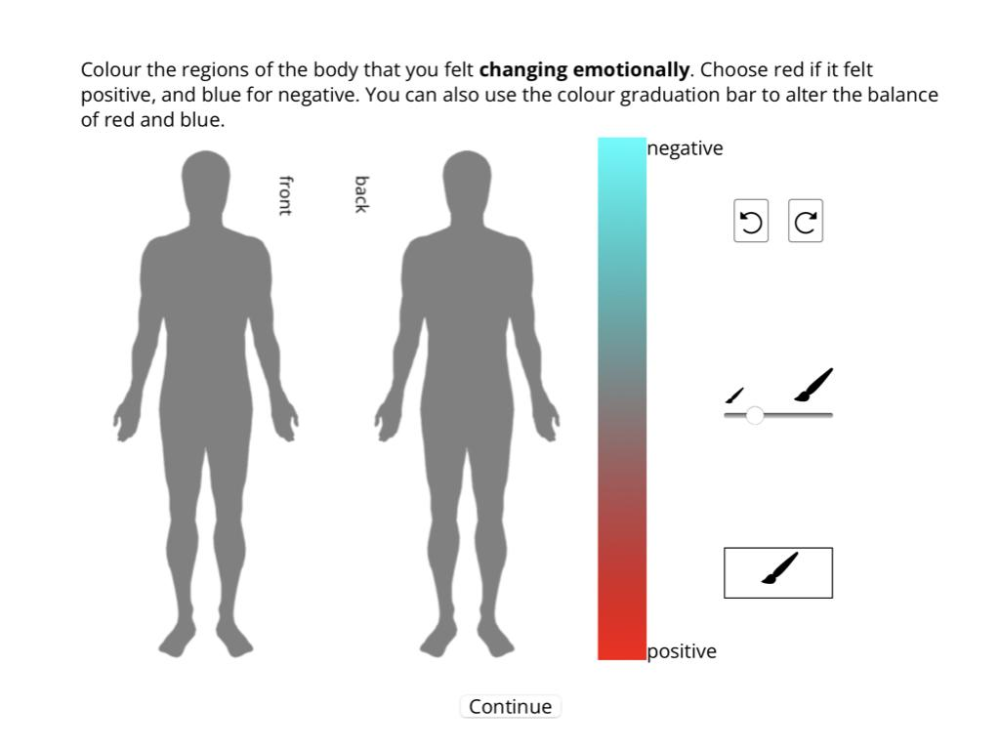 Colour the regions of the body that you felt changing emotionally. Choose red if it felt
positive, and blue for negative. You can also use the colour graduation bar to alter the balance
of red and blue.
front
back
negative
positive
Continue